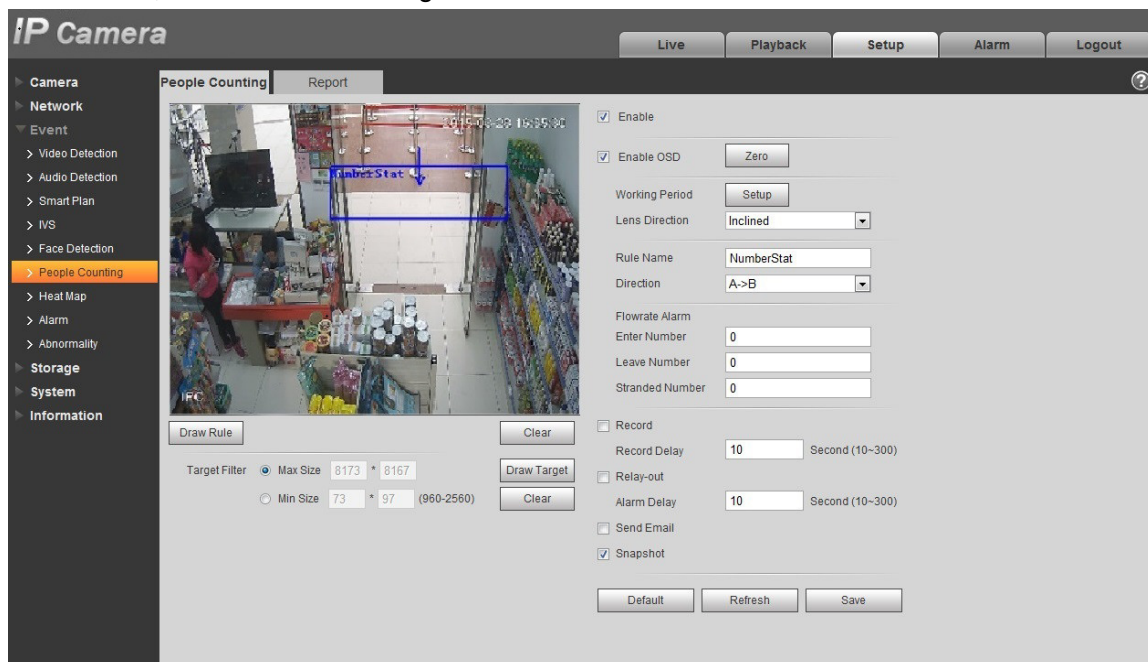 IP Camera
Live Playback Setup Alarm Logout
Camera
Network
Event
Video Detection
Audio Detection
Smart Plan
IVS
Face Detection
People Counting
Heat Map
Alarm
Abnormality
Storage
System
Information
People Counting Report
?
NumberStat
IPC
Draw Rule Clear
Target Filter Max Size 8173 * 8167 Draw Target
Min Size 73 * 97 (960-2560) Clear
Enable
Enable OSD Zero
Working Period Setup
Lens Direction Inclined
Rule Name NumberStat
Direction A->B
Flowrate Alarm
Enter Number 0
Leave Number 0
Stranded Number 0
Record
Record Delay 10 Second (10~300)
Relay-out
Alarm Delay 10 Second (10~300)
Send Email
Snapshot
Default Refresh Save